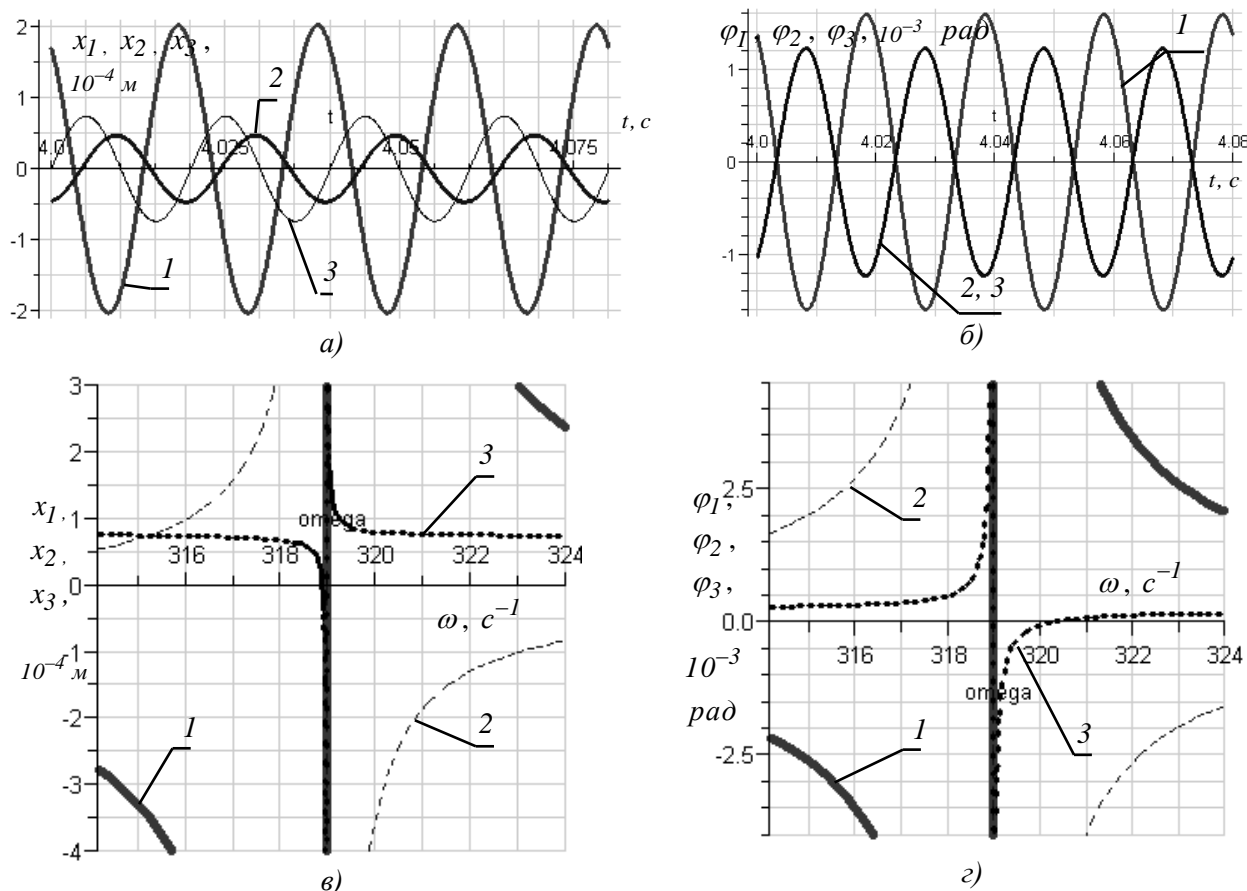 2
x1, x2, x3,
10⁻⁴ м
2
1
t
t, с
4.0
4.025
4.05
4.075
0
-1
1
3
-2
а)
φ1 φ2, φ3, 10⁻³ рад
1
1
t
4.0
4.02
4.04
4.06
4.08
0
t, с
-1
2, 3
б)
3
2
3
x1,
1
omega
x2,
316
318
320
322
324
x3,
0
ω, с⁻¹
10⁻⁴ м
-1
1
2
-2
-3
-4
в)
φ1,
2.5
2
φ2,
φ3,
ω, с⁻¹
0.0
316
318
320
322
324
10⁻³
omega
рад
1
3
-2.5
г)